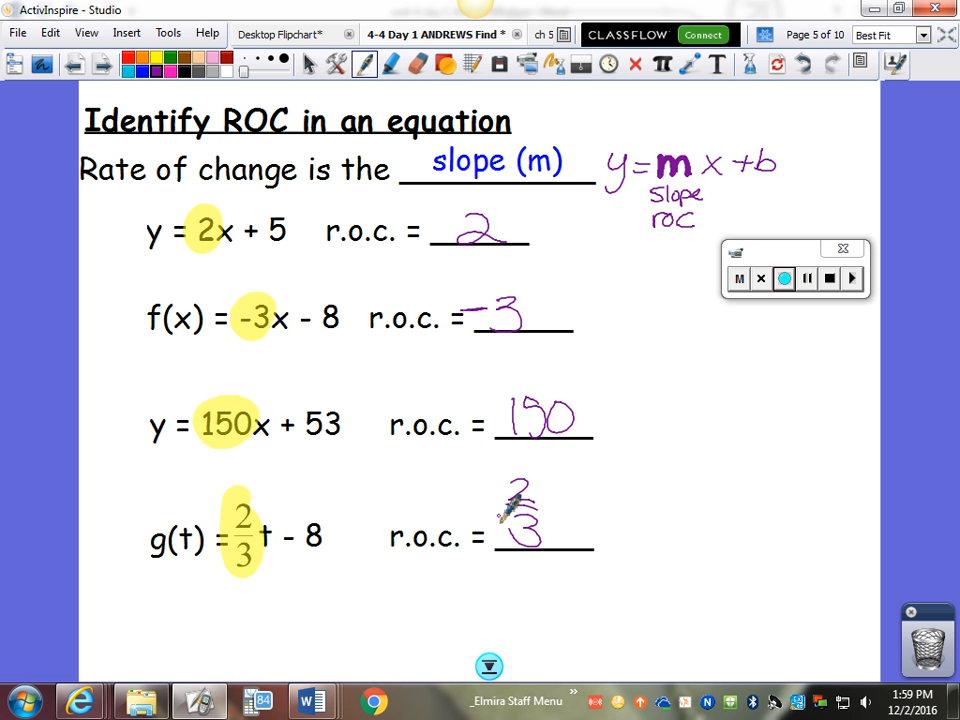 ActivInspire - Studio
File Edit View Insert Tools Help Desktop Flipchart* 4-4 Day 1 ANDREWS Find * ch 5 CLASSFLOW Connect Page 5 of 10 Best Fit
Identify ROC in an equation
Rate of change is the slope (m) y = m x + b
slope
roc
y = 2x + 5 r.o.c. = 2
M
f(x) = -3x - 8 r.o.c. = -3
y = 150x + 53 r.o.c. = 150
g(t) = 2/3 t - 8 r.o.c. = 2/3
84 _Elmira Staff Menu » 1:59 PM
12/2/2016